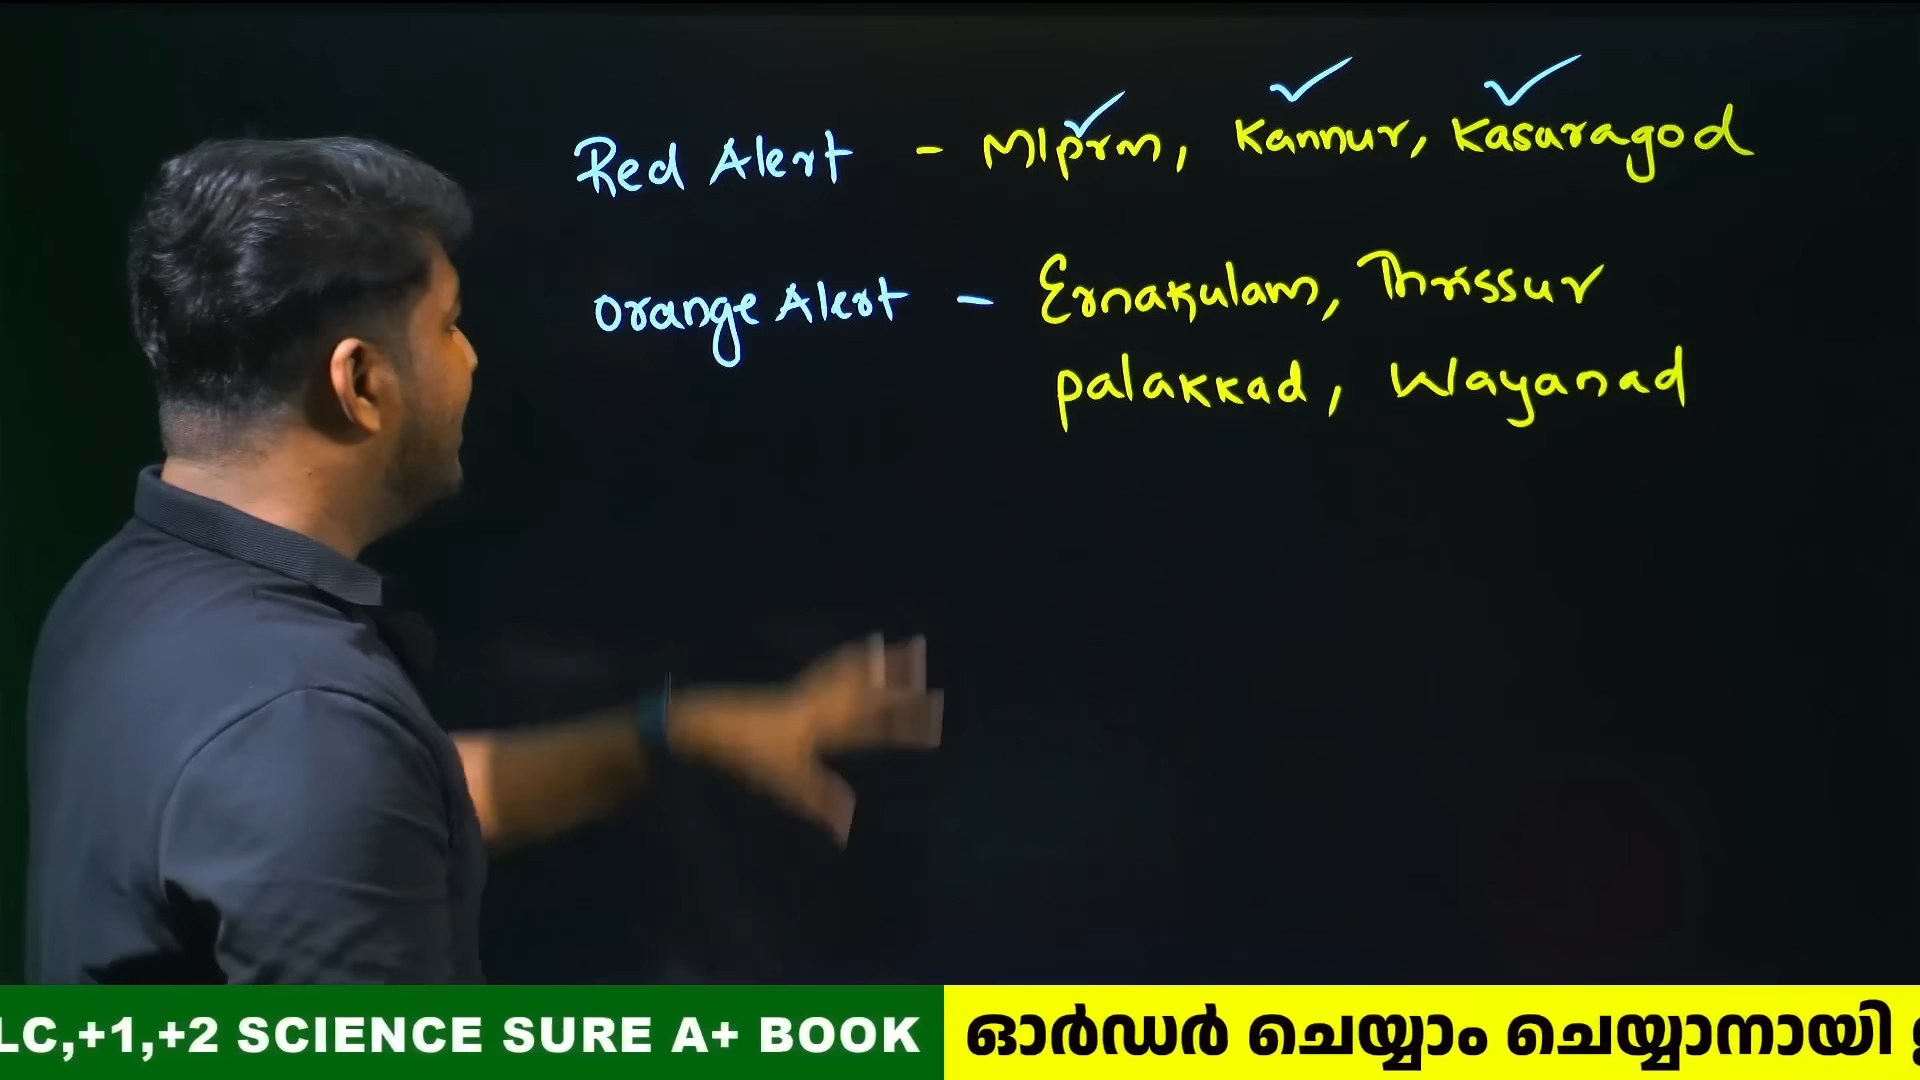 Red Alert - Mlprm, Kannur, Kasaragod
Orange Alert - Ernakulam, Thrissur
Palakkad, Wayanad
LC,+1,+2 SCIENCE SURE A+ BOOK ഓർഡർ ചെയ്യാം ചെയ്യാനായി